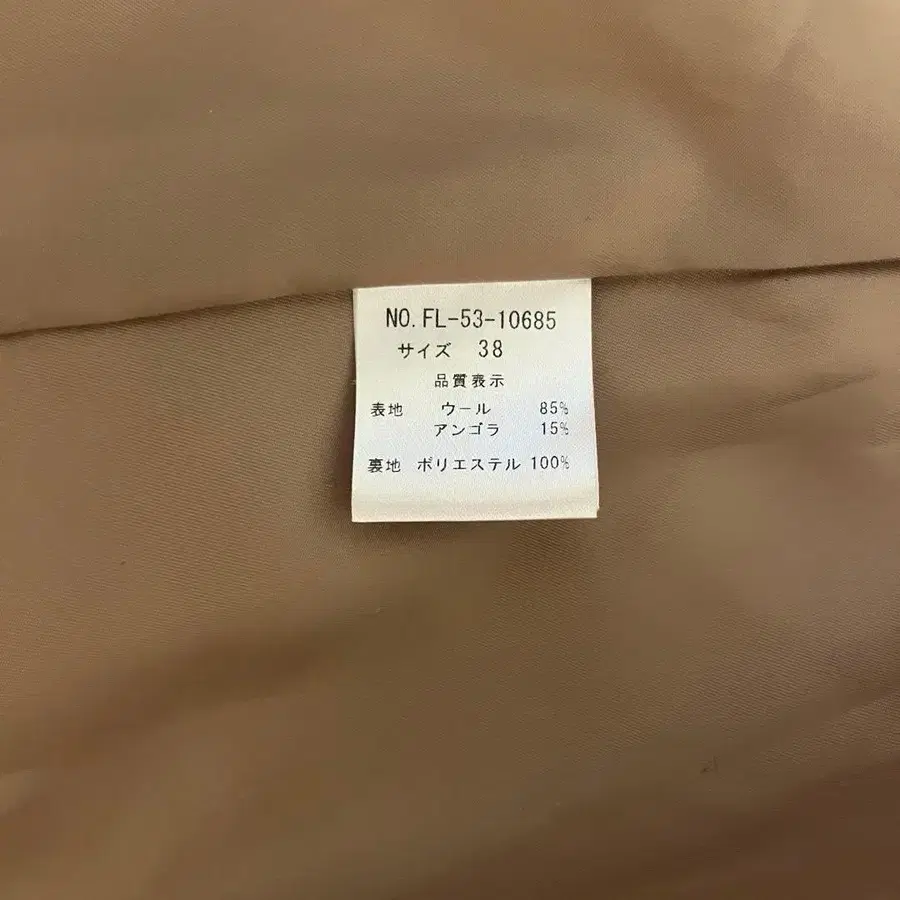 NO. FL-53-10685
サイズ 38
品質表示
表地 ウール 85%
アンゴラ 15%
裏地 ポリエステル 100%